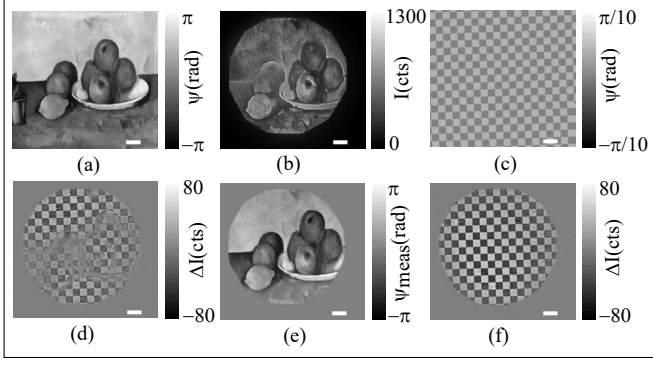 π
ψ(rad)
−π
(a)
1300
I(cts)
0
(b)
π/10
ψ(rad)
−π/10
(c)
80
ΔI(cts)
−80
(d)
π
ψmeas(rad)
−π
(e)
80
ΔI(cts)
−80
(f)